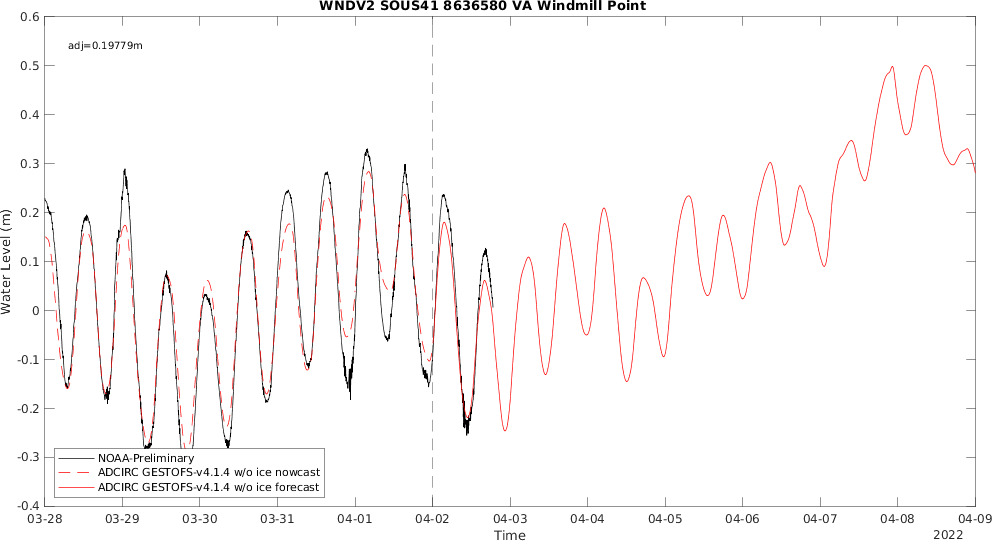 WNDV2 SOUS41 8636580 VA Windmill Point
0.6
adj=0.19779m
0.5
0.4
0.3
0.2
0.1
0
-0.1
-0.2
-0.3
-0.4
Water Level (m)
NOAA-Preliminary
ADCIRC GESTOFS-v4.1.4 w/o ice nowcast
ADCIRC GESTOFS-v4.1.4 w/o ice forecast
03-28 03-29 03-30 03-31 04-01 04-02 04-03 04-04 04-05 04-06 04-07 04-08 04-09
Time
2022